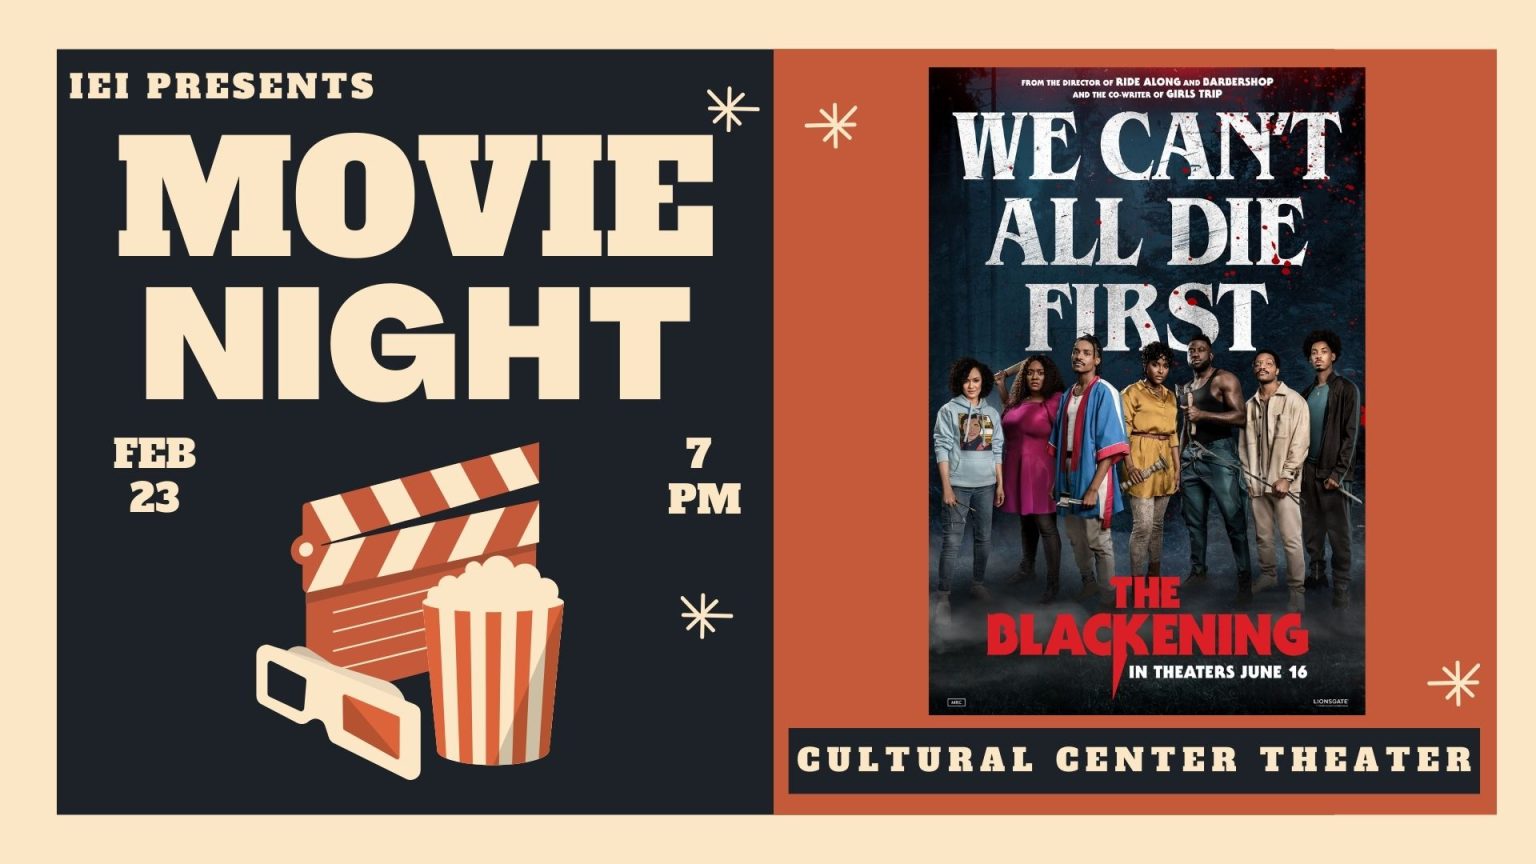 IEI PRESENTS
MOVIE
NIGHT
FEB
23
7
PM
FROM THE DIRECTOR OF RIDE ALONG AND BARBERSHOP
AND THE CO-WRITER OF GIRLS TRIP
WE CAN'T
ALL DIE
FIRST
THE
BLACKENING
IN THEATERS JUNE 16
MRC
LIONSGATE
CULTURAL CENTER THEATER